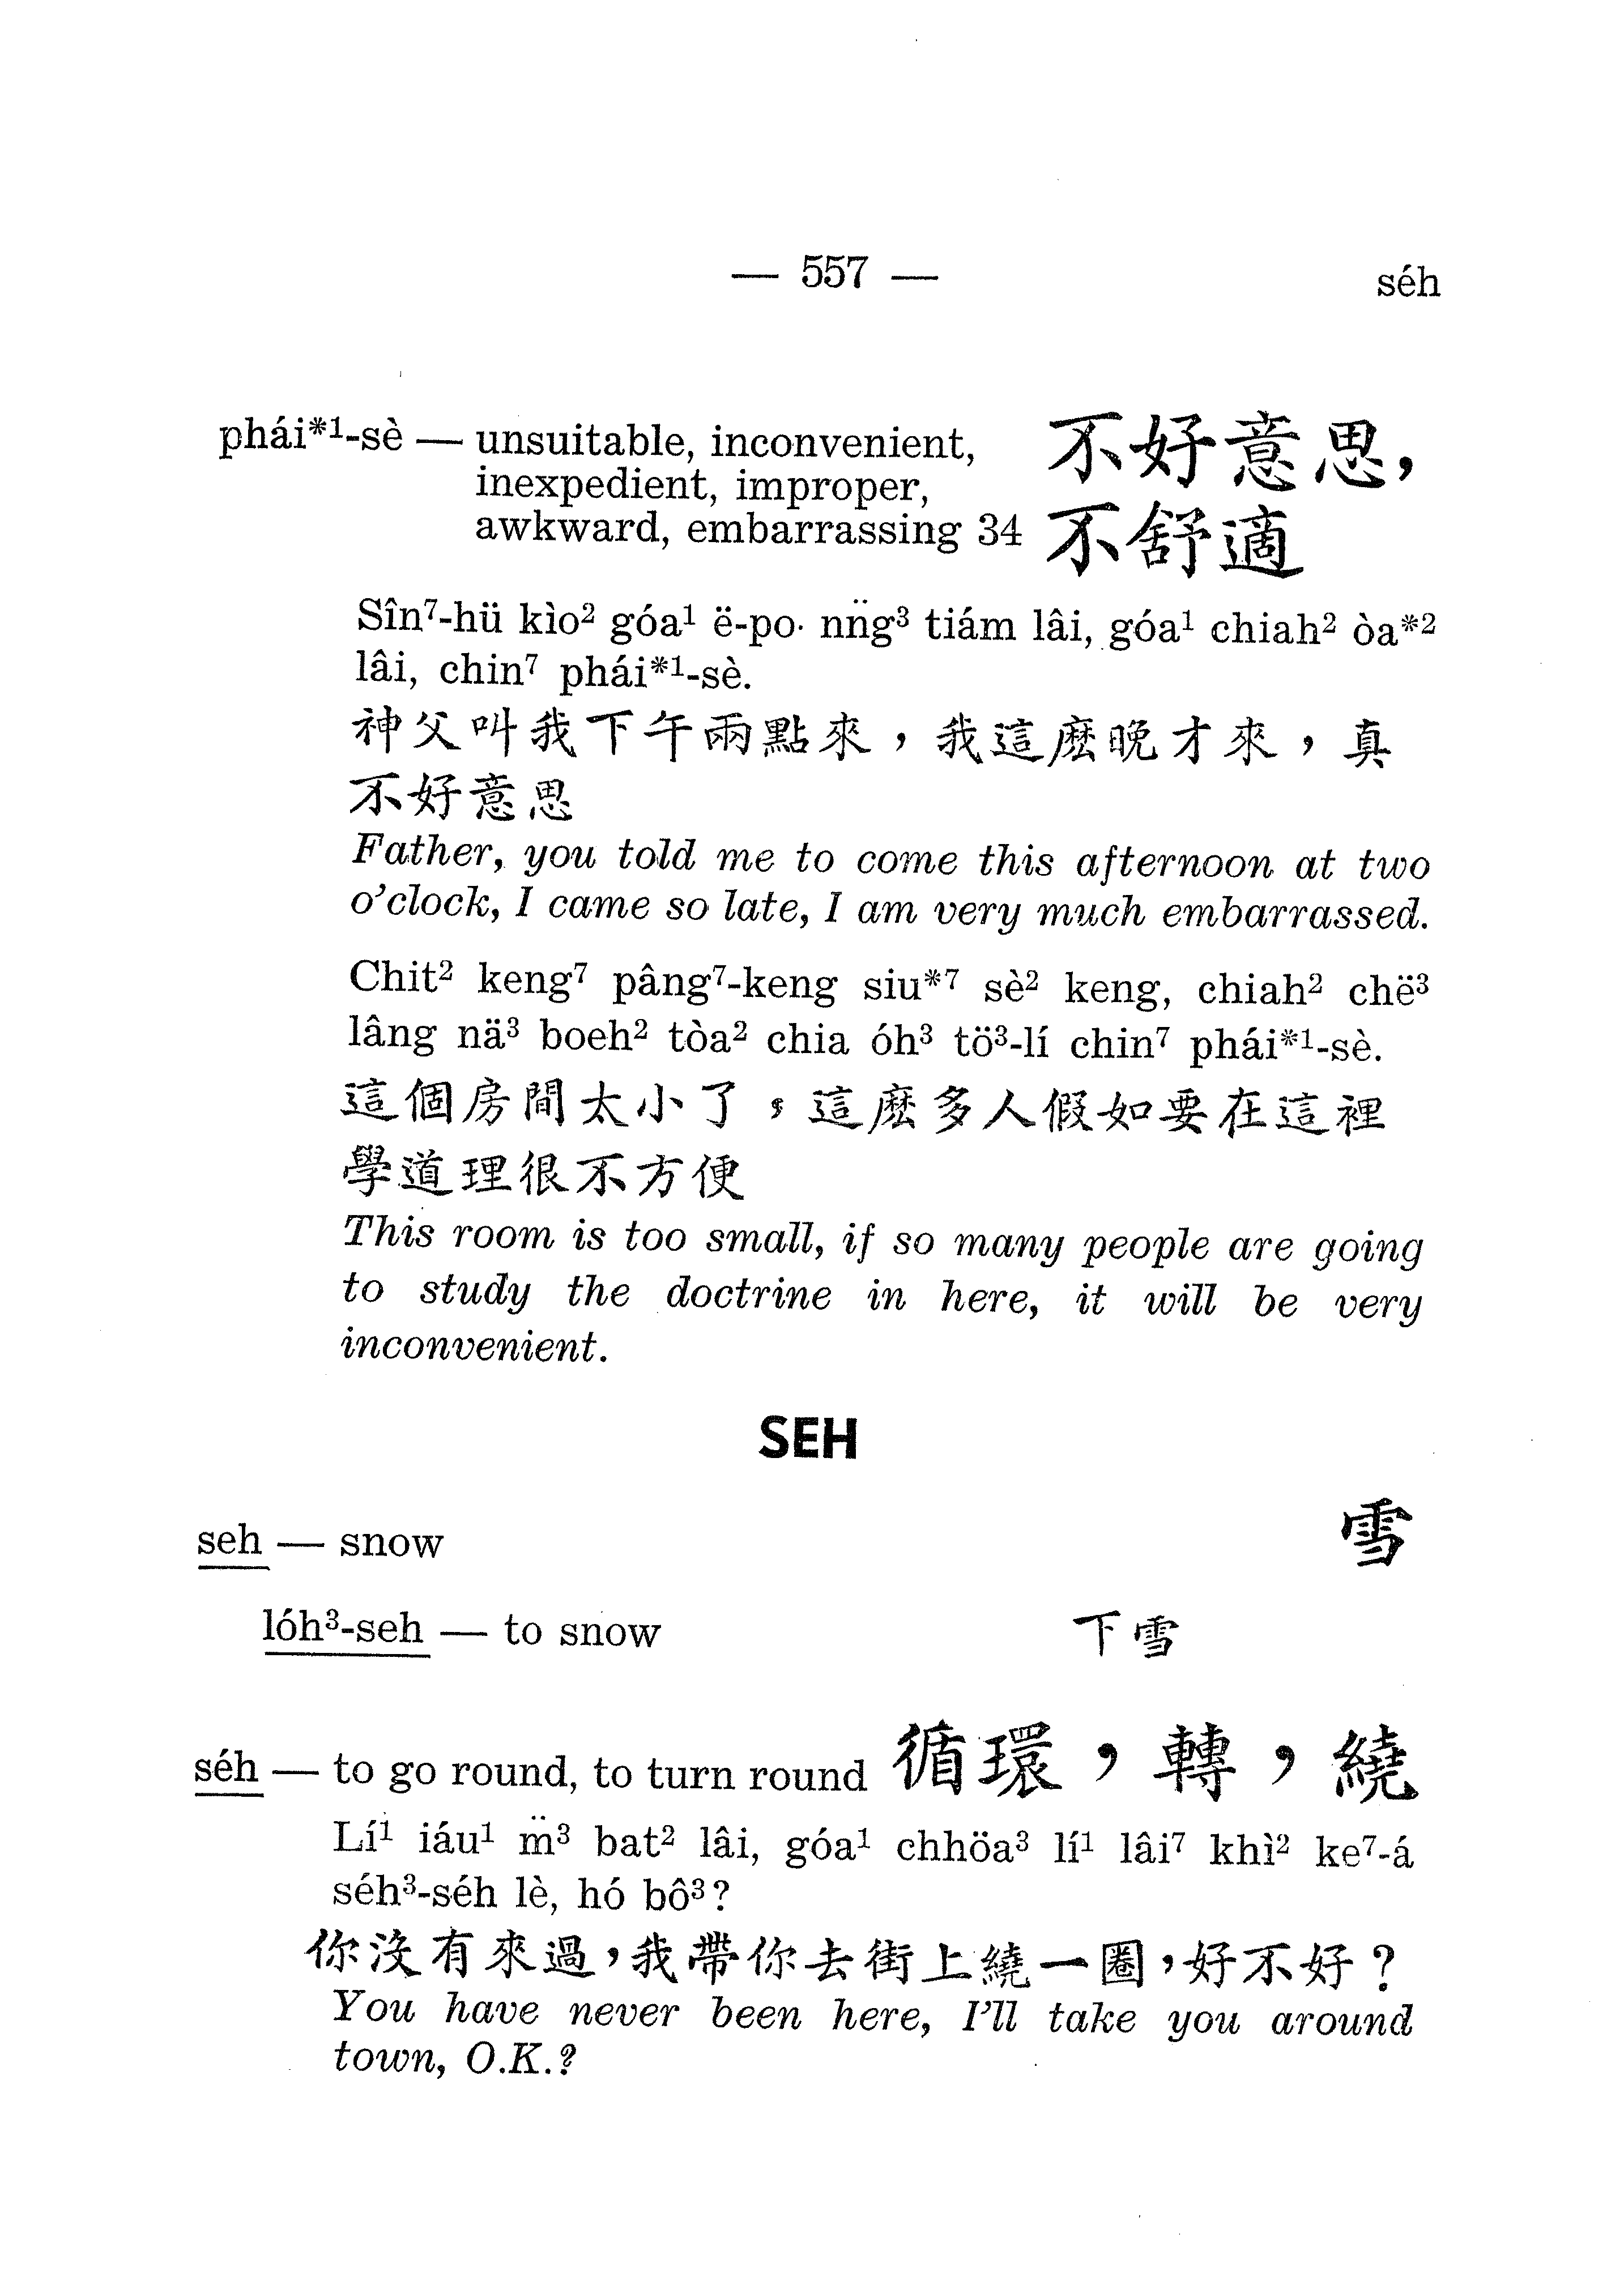 — 557 —
séh
phái*¹-sè — unsuitable, inconvenient, 不好意思,
inexpedient, improper,
awkward, embarrassing 34 不舒適
Sîn⁷-hü kìo² góa¹ ë-po· n̈ng³ tiám lâi, góa¹ chiah² òa*²
lâi, chin⁷ phái*¹-sè.
神父叫我下午兩點來，我這麼晚才來，真
不好意思
Father, you told me to come this afternoon at two
o’clock, I came so late, I am very much embarrassed.
Chit² keng⁷ pâng⁷-keng siu*⁷ sè² keng, chiah² chë³
lâng nä³ boeh² tòa² chia óh³ tö³-lí chin⁷ phái*¹-sè.
這個房間太小了，這麼多人假如要在這裡
學道理很不方便
This room is too small, if so many people are going
to study the doctrine in here, it will be very
inconvenient.
SEH
seh — snow 雪
lóh³-seh — to snow 下雪
séh — to go round, to turn round 循環，轉，繞
Lí¹ iáu¹ m̈³ bat² lâi, góa¹ chhöa³ lí¹ lâi⁷ khì² ke⁷-á
séh³-séh lè, hó bô³?
你沒有來過，我帶你去街上繞一圈，好不好？
You have never been here, I’ll take you around
town, O.K.?